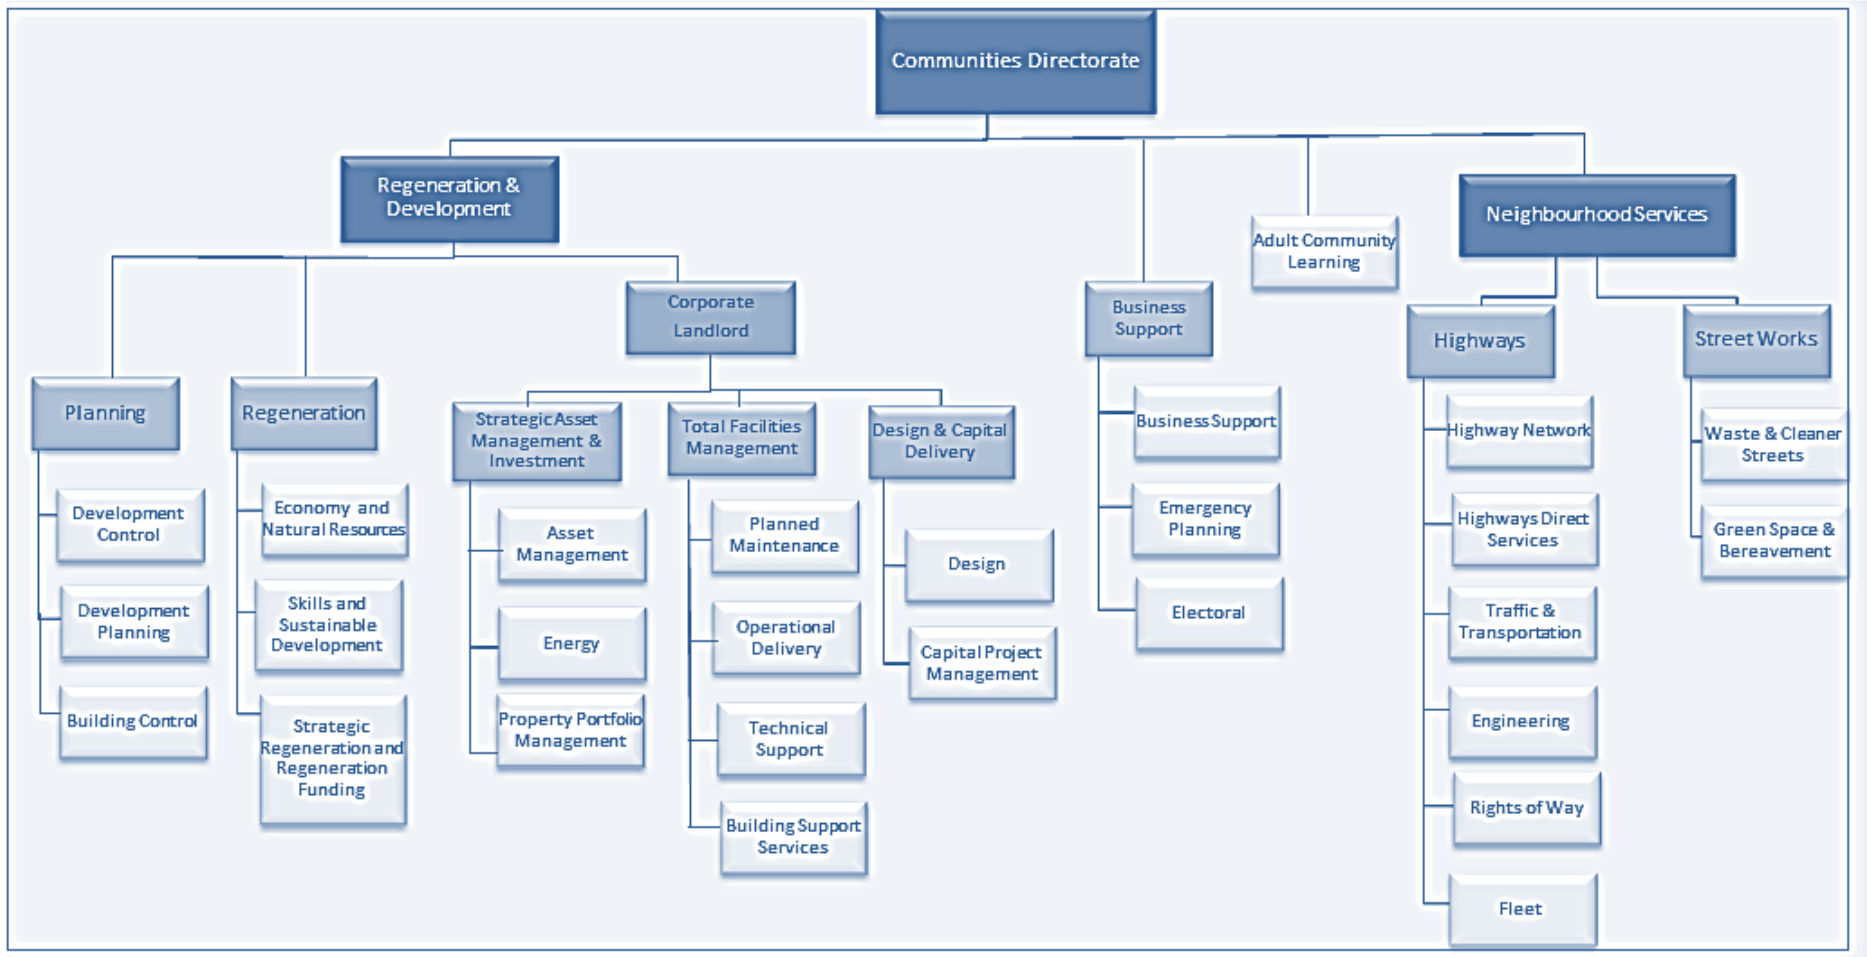 Communities Directorate
Regeneration &
Development
Neighbourhood Services
Adult Community
Learning
Corporate
Landlord
Business
Support
Highways
Street Works
Planning
Regeneration
Strategic Asset
Management &
Investment
Total Facilities
Management
Design & Capital
Delivery
Development
Control
Development
Planning
Building Control
Economy and
Natural Resources
Skills and
Sustainable
Development
Strategic
Regeneration and
Regeneration
Funding
Asset
Management
Energy
Property Portfolio
Management
Planned
Maintenance
Operational
Delivery
Technical
Support
Building Support
Services
Design
Capital Project
Management
Business Support
Emergency
Planning
Electoral
Highway Network
Highways Direct
Services
Traffic &
Transportation
Engineering
Rights of Way
Fleet
Waste & Cleaner
Streets
Green Space &
Bereavement